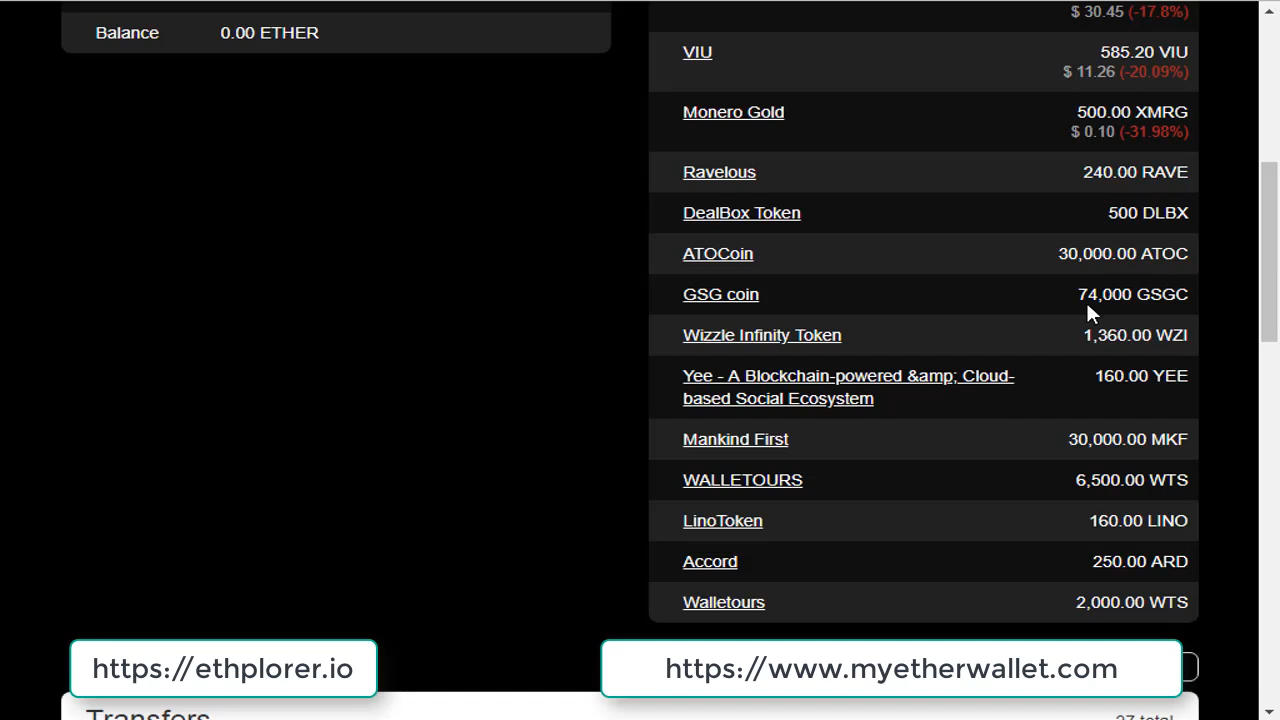 Balance 0.00 ETHER
$ 30.45 (-17.8%)
VIU 585.20 VIU
$ 11.26 (-20.09%)
Monero Gold 500.00 XMRG
$ 0.10 (-31.98%)
Ravelous 240.00 RAVE
DealBox Token 500 DLBX
ATOCoin 30,000.00 ATOC
GSG coin 74,000 GSGC
Wizzle Infinity Token 1,360.00 WZI
Yee - A Blockchain-powered &amp; Cloud- 160.00 YEE
based Social Ecosystem
Mankind First 30,000.00 MKF
WALLETOURS 6,500.00 WTS
LinoToken 160.00 LINO
Accord 250.00 ARD
Walletours 2,000.00 WTS
https://ethplorer.io
https://www.myetherwallet.com
Transfers 27 total